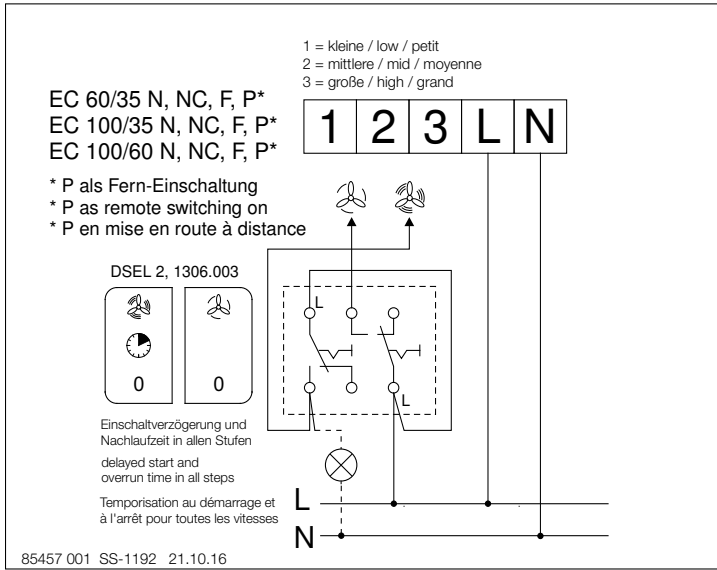 1 = kleine / low / petit
2 = mittlere / mid / moyenne
3 = große / high / grand
EC 60/35 N, NC, F, P*
EC 100/35 N, NC, F, P*
EC 100/60 N, NC, F, P*
1 2 3 L N
* P als Fern-Einschaltung
* P as remote switching on
* P en mise en route à distance
DSEL 2, 1306.003
L
0 0
L
Einschaltverzögerung und
Nachlaufzeit in allen Stufen
delayed start and
overrun time in all steps
Temporisation au démarrage et
à l'arrêt pour toutes les vitesses
L
N
85457 001 SS-1192 21.10.16